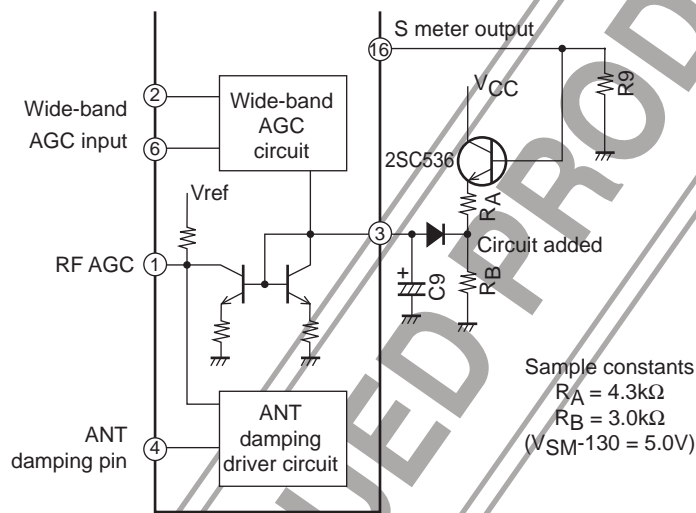 S meter output
16
VCC
R9
2
Wide-band
AGC input
6
Wide-band
AGC
circuit
2SC536
RA
Vref
3
Circuit added
RF AGC
1
+
C9
RB
Sample constants
RA = 4.3kΩ
RB = 3.0kΩ
(VSM-130 = 5.0V)
ANT
damping pin
4
ANT
damping
driver circuit
UED PROD